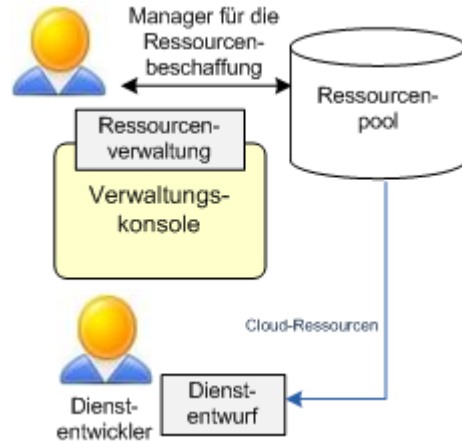 Manager für die
Ressourcen-
beschaffung
Ressourcen-
pool
Ressourcen-
verwaltung
Verwaltungs-
konsole
Cloud-Ressourcen
Dienst-
entwickler
Dienst-
entwurf